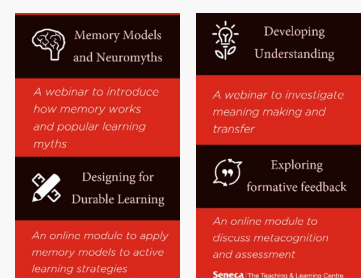 Memory Models
and Neuromyths
A webinar to introduce
how memory works
and popular learning
myths
Designing for
Durable Learning
An online module to apply
memory models to active
learning strategies
Developing
Understanding
A webinar to investigate
meaning making and
transfer
Exploring
formative feedback
An online module to
discuss metacognition
and assessment
Seneca | The Teaching & Learning Centre